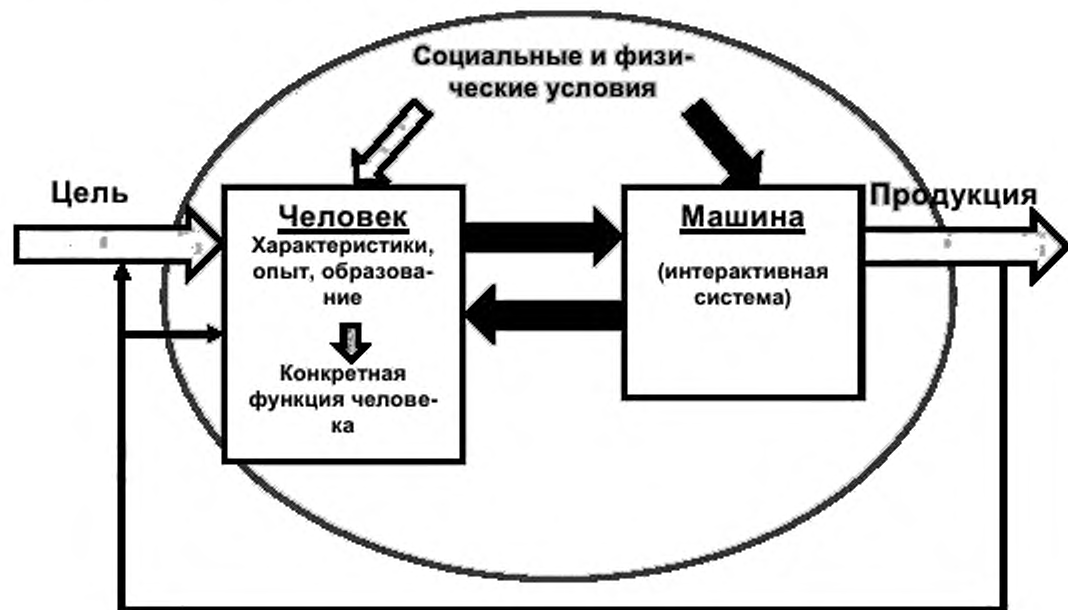 Социальные и физи-
ческие условия
Цель
Человек
Характеристики,
опыт, образова-
ние
Конкретная
функция челове-
ка
Машина
(интерактивная
система)
Продукция